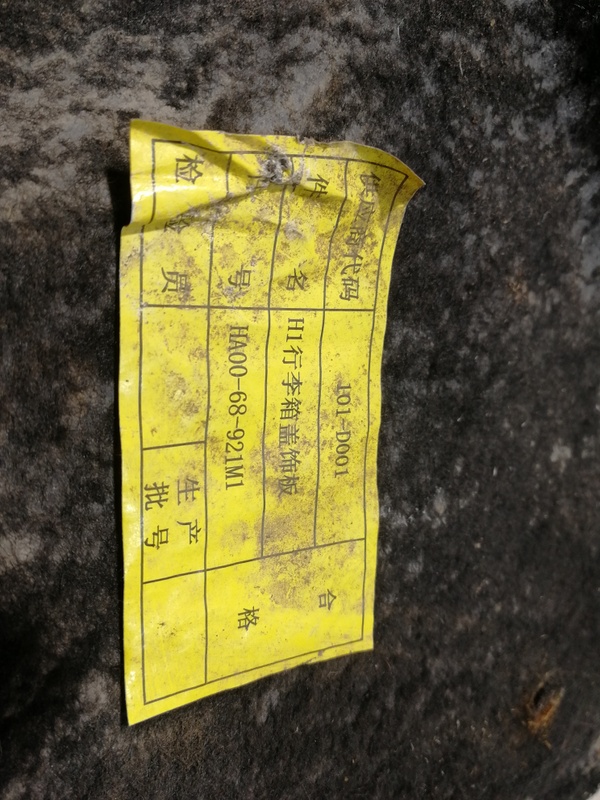 供应商代码 101-D001
件名 H1行李箱盖饰板
件号 HA00-68-921M1
合格
检验员
生产批号